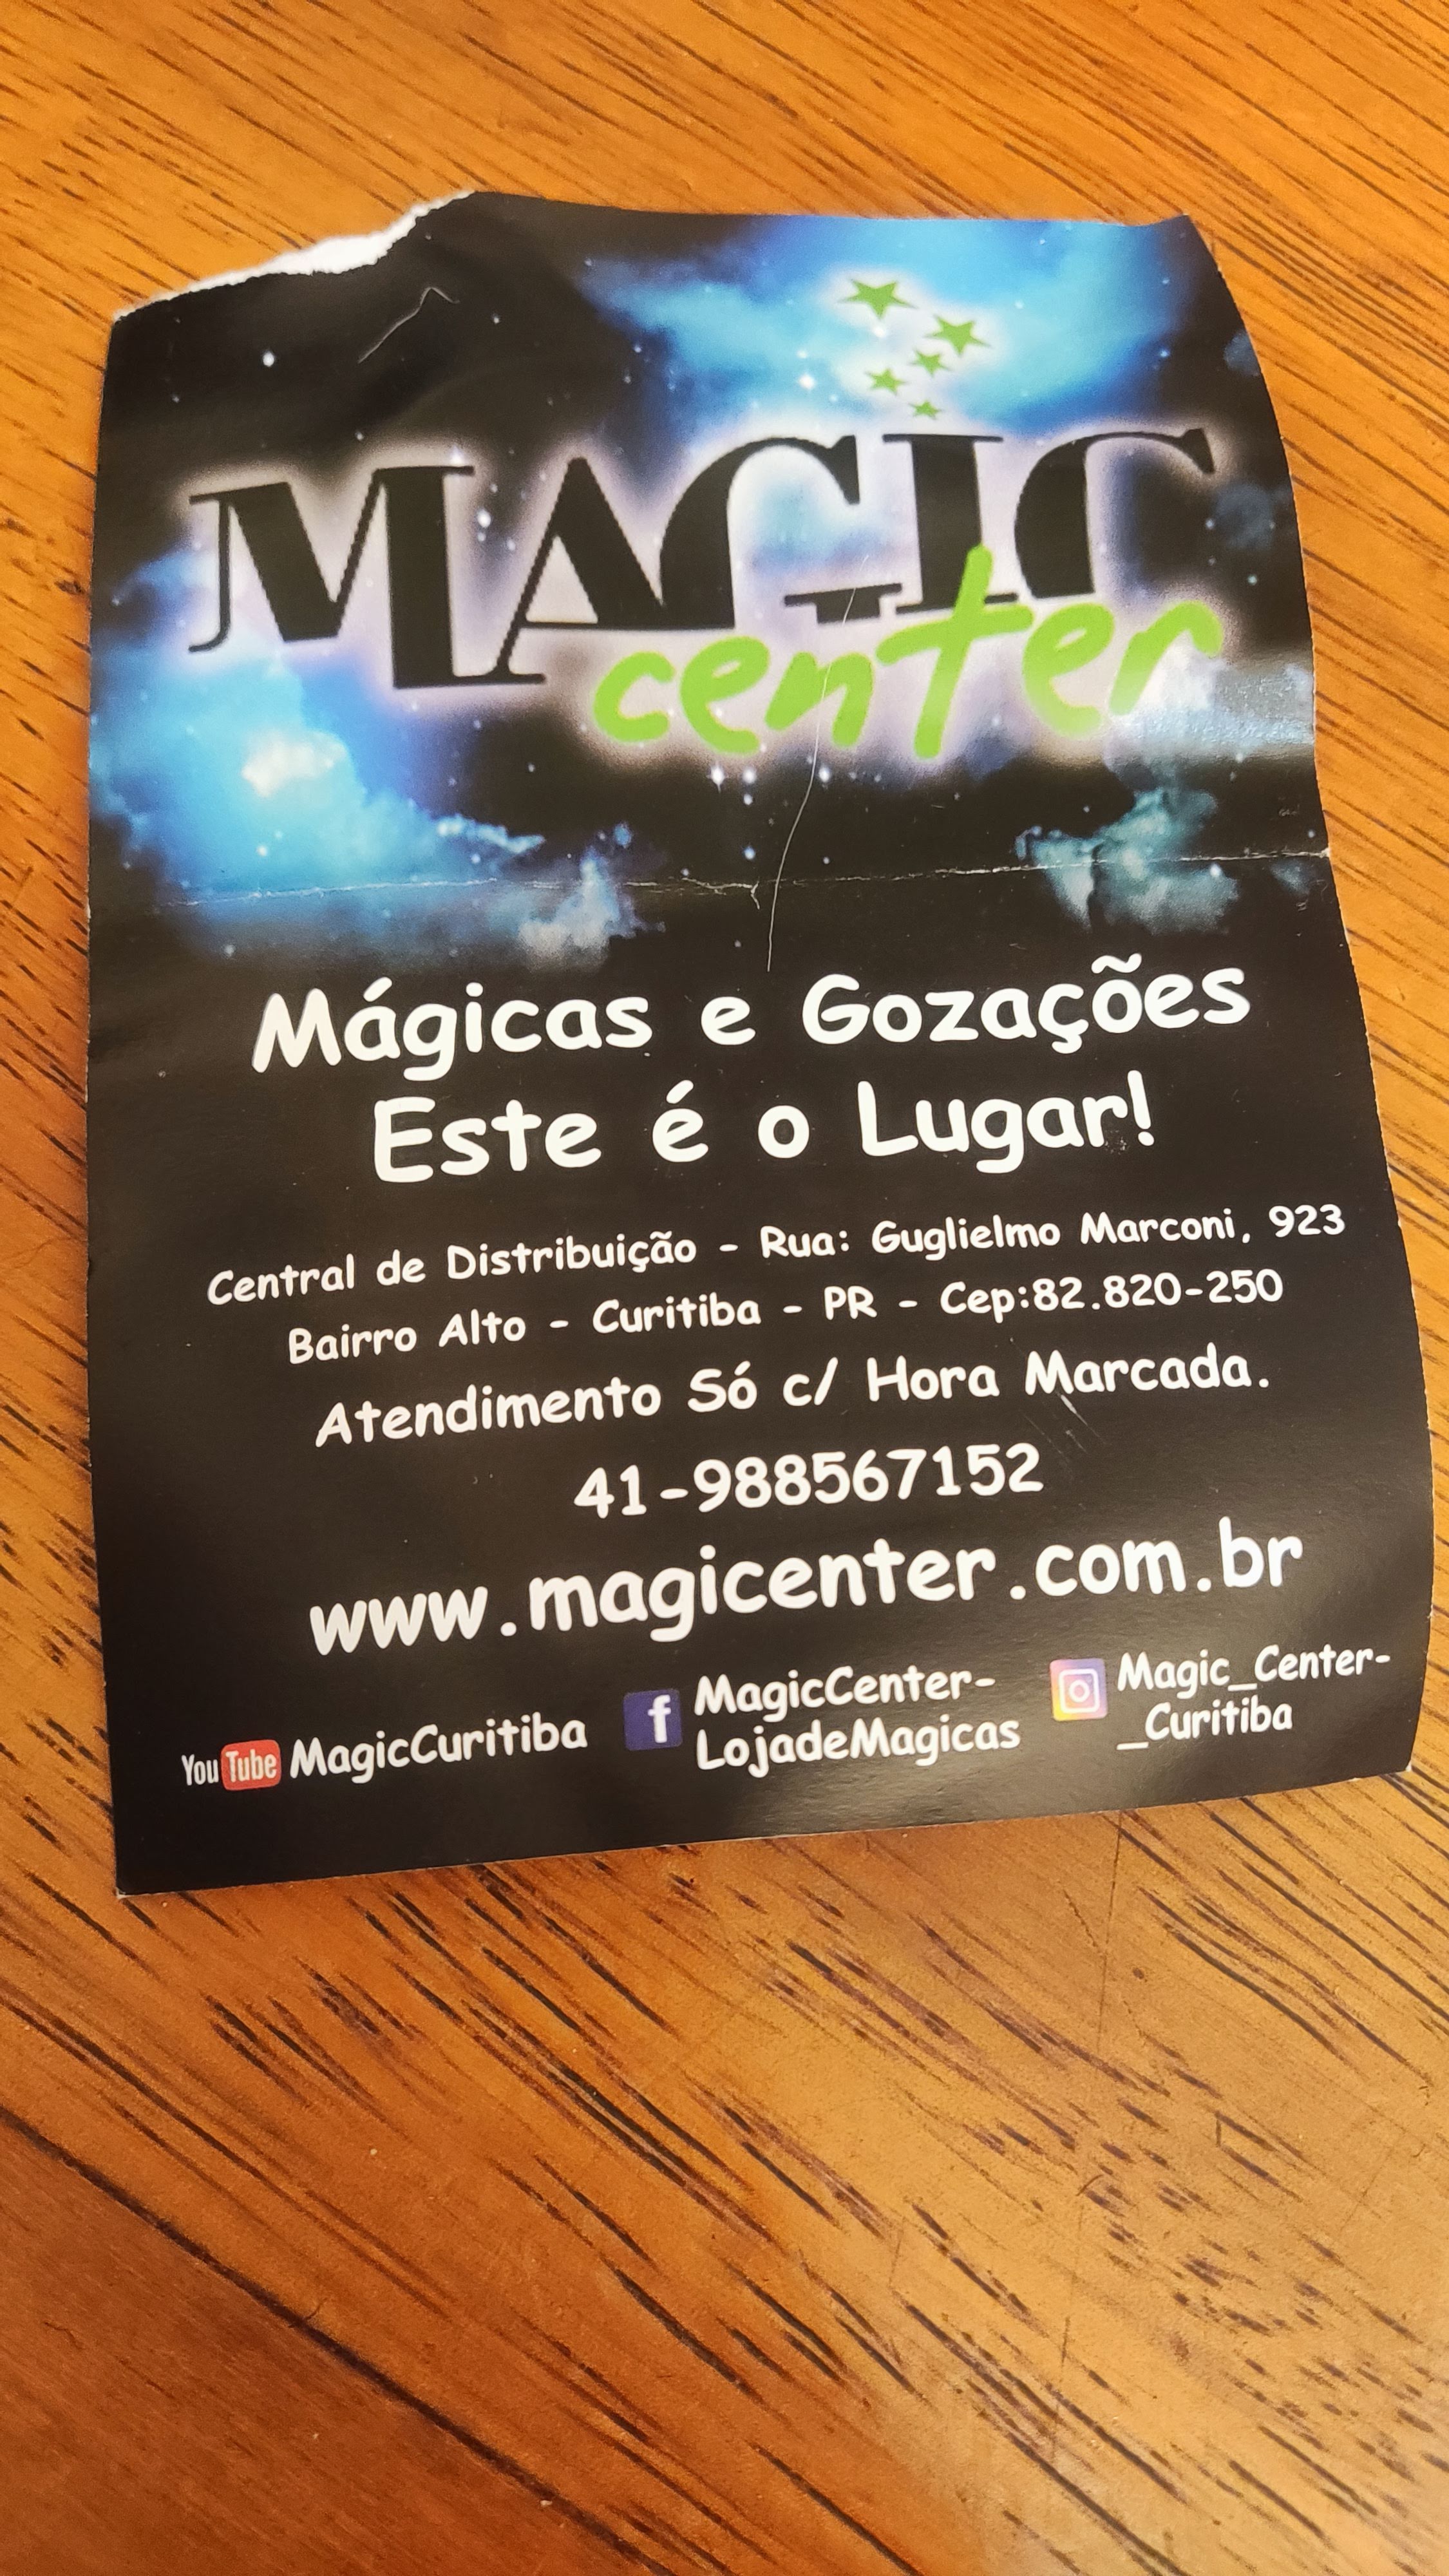 MAGIC
center
Mágicas e Gozações
Este é o Lugar!
Central de Distribuição - Rua: Guglielmo Marconi, 923
Bairro Alto - Curitiba - PR - Cep:82.820-250
Atendimento Só c/ Hora Marcada.
41-988567152
www.magicenter.com.br
YouTube MagicCuritiba
f MagicCenter-
LojadeMagicas
Magic_Center-
_Curitiba